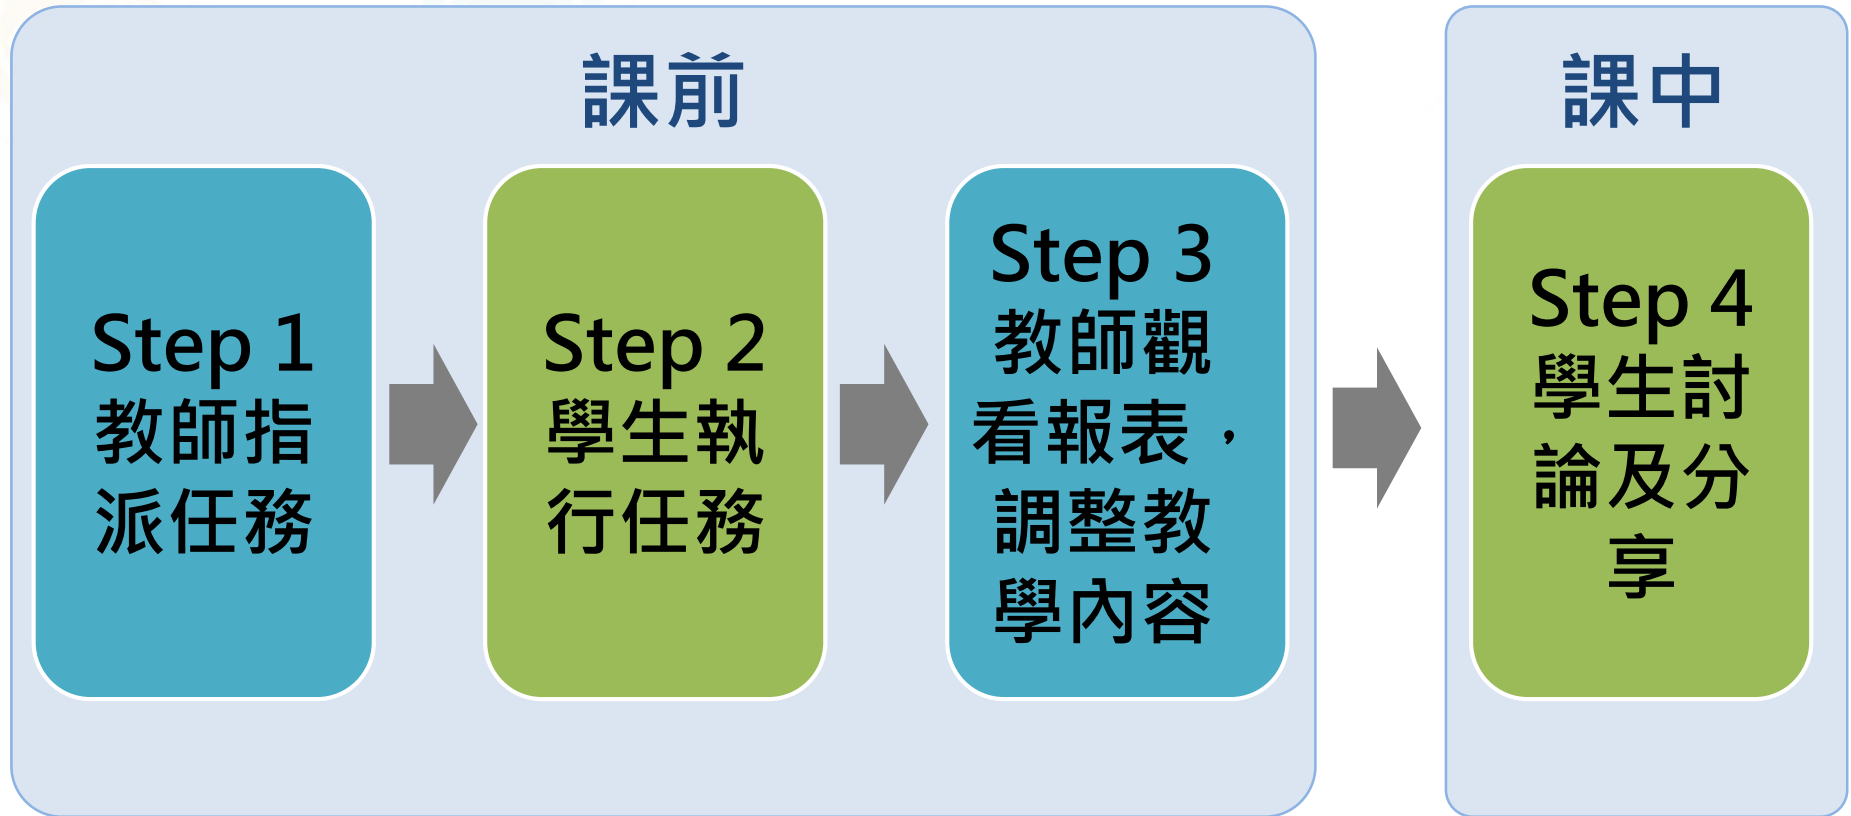 課前
Step 1
教師指
派任務
Step 2
學生執
行任務
Step 3
教師觀
看報表，
調整教
學內容
課中
Step 4
學生討
論及分
享